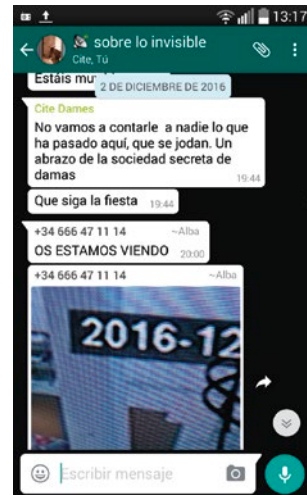 13:17
sobre lo invisible
Cite, Tú
Estáis
2 DE DICIEMBRE DE 2016
Cite Dames
No vamos a contarle a nadie lo que
ha pasado aquí, que se jodan. Un
abrazo de la sociedad secreta de
damas
19:44
Que siga la fiesta 19:44
+34 666 47 11 14 ~Alba
OS ESTAMOS VIENDO 20:00
+34 666 47 11 14 ~Alba
2016-12
Escribir mensaje